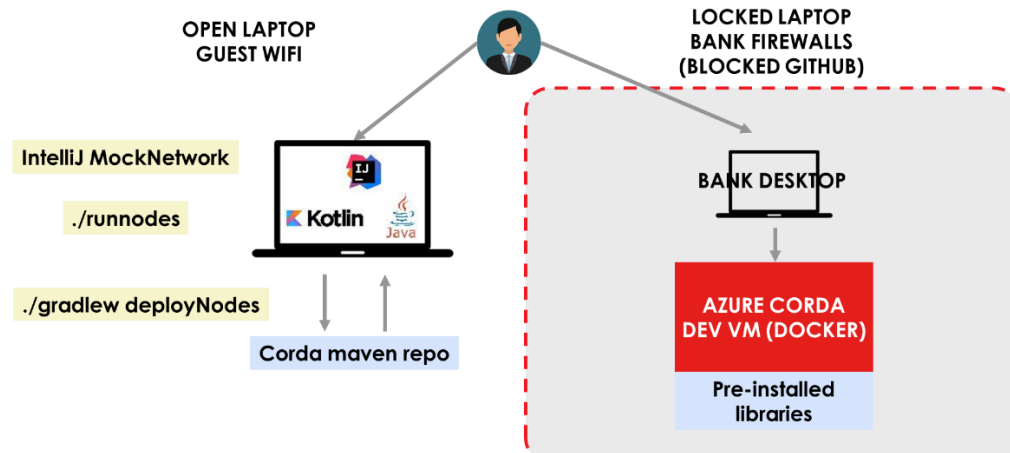 OPEN LAPTOP
GUEST WIFI
LOCKED LAPTOP
BANK FIREWALLS
(BLOCKED GITHUB)
IntelliJ MockNetwork
./runnodes
./gradlew deployNodes
IJ
Kotlin
Java
Corda maven repo
BANK DESKTOP
AZURE CORDA
DEV VM (DOCKER)
Pre-installed
libraries